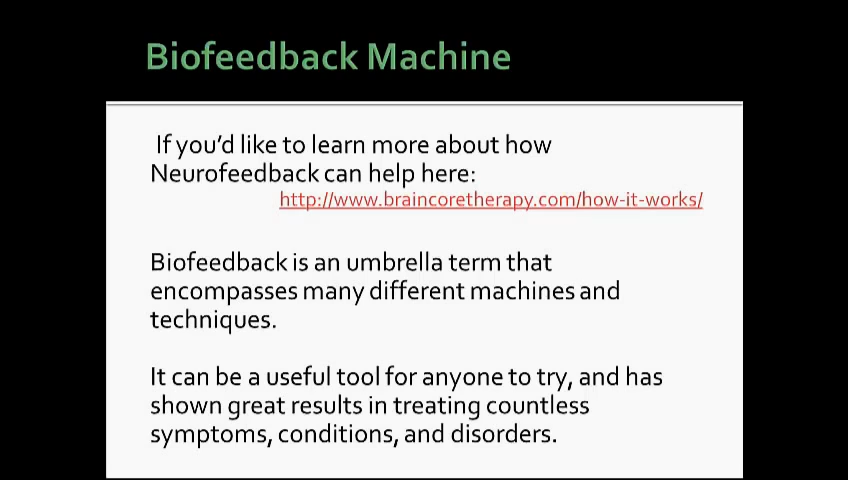 Biofeedback Machine
If you’d like to learn more about how
Neurofeedback can help here:
http://www.braincoretherapy.com/how-it-works/
Biofeedback is an umbrella term that
encompasses many different machines and
techniques.
It can be a useful tool for anyone to try, and has
shown great results in treating countless
symptoms, conditions, and disorders.